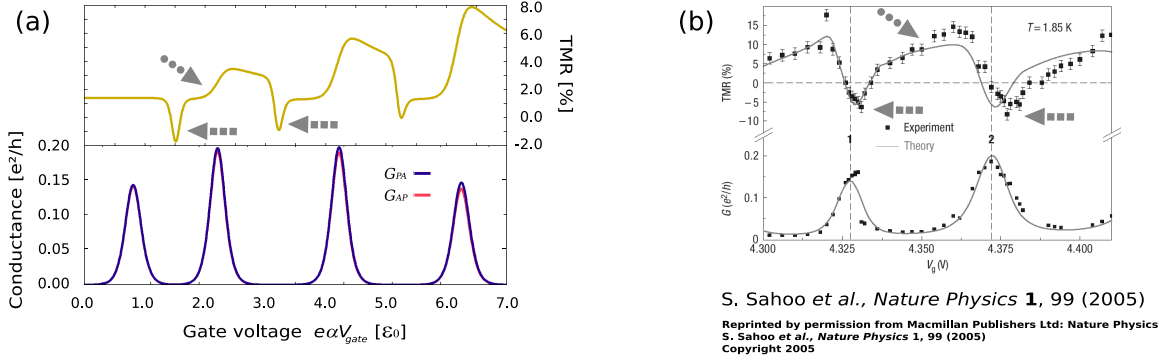 (a)
8.0
6.0
4.0
2.0
0.0
-2.0
TMR [%]
0.20
0.15
0.10
0.05
0.00
Conductance [e²/h]
G_PA
G_AP
0.0 1.0 2.0 3.0 4.0 5.0 6.0 7.0
Gate voltage eαV_gate [ε₀]
(b)
T = 1.85 K
15
10
5
0
−5
−10
TMR (%)
1 2
Experiment
Theory
0.2
0.1
0
G (e²/h)
4.300 4.325 4.350 4.375 4.400
V_g (V)
S. Sahoo et al., Nature Physics 1, 99 (2005)
Reprinted by permission from Macmillan Publishers Ltd: Nature Physics
S. Sahoo et al., Nature Physics 1, 99 (2005)
Copyright 2005